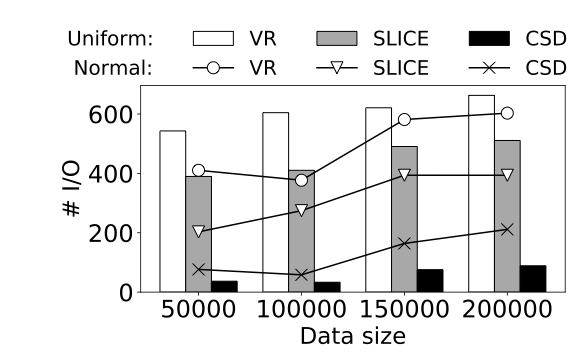 Uniform: VR SLICE CSD
Normal: VR SLICE CSD
# I/O
600
400
200
0
50000 100000 150000 200000
Data size